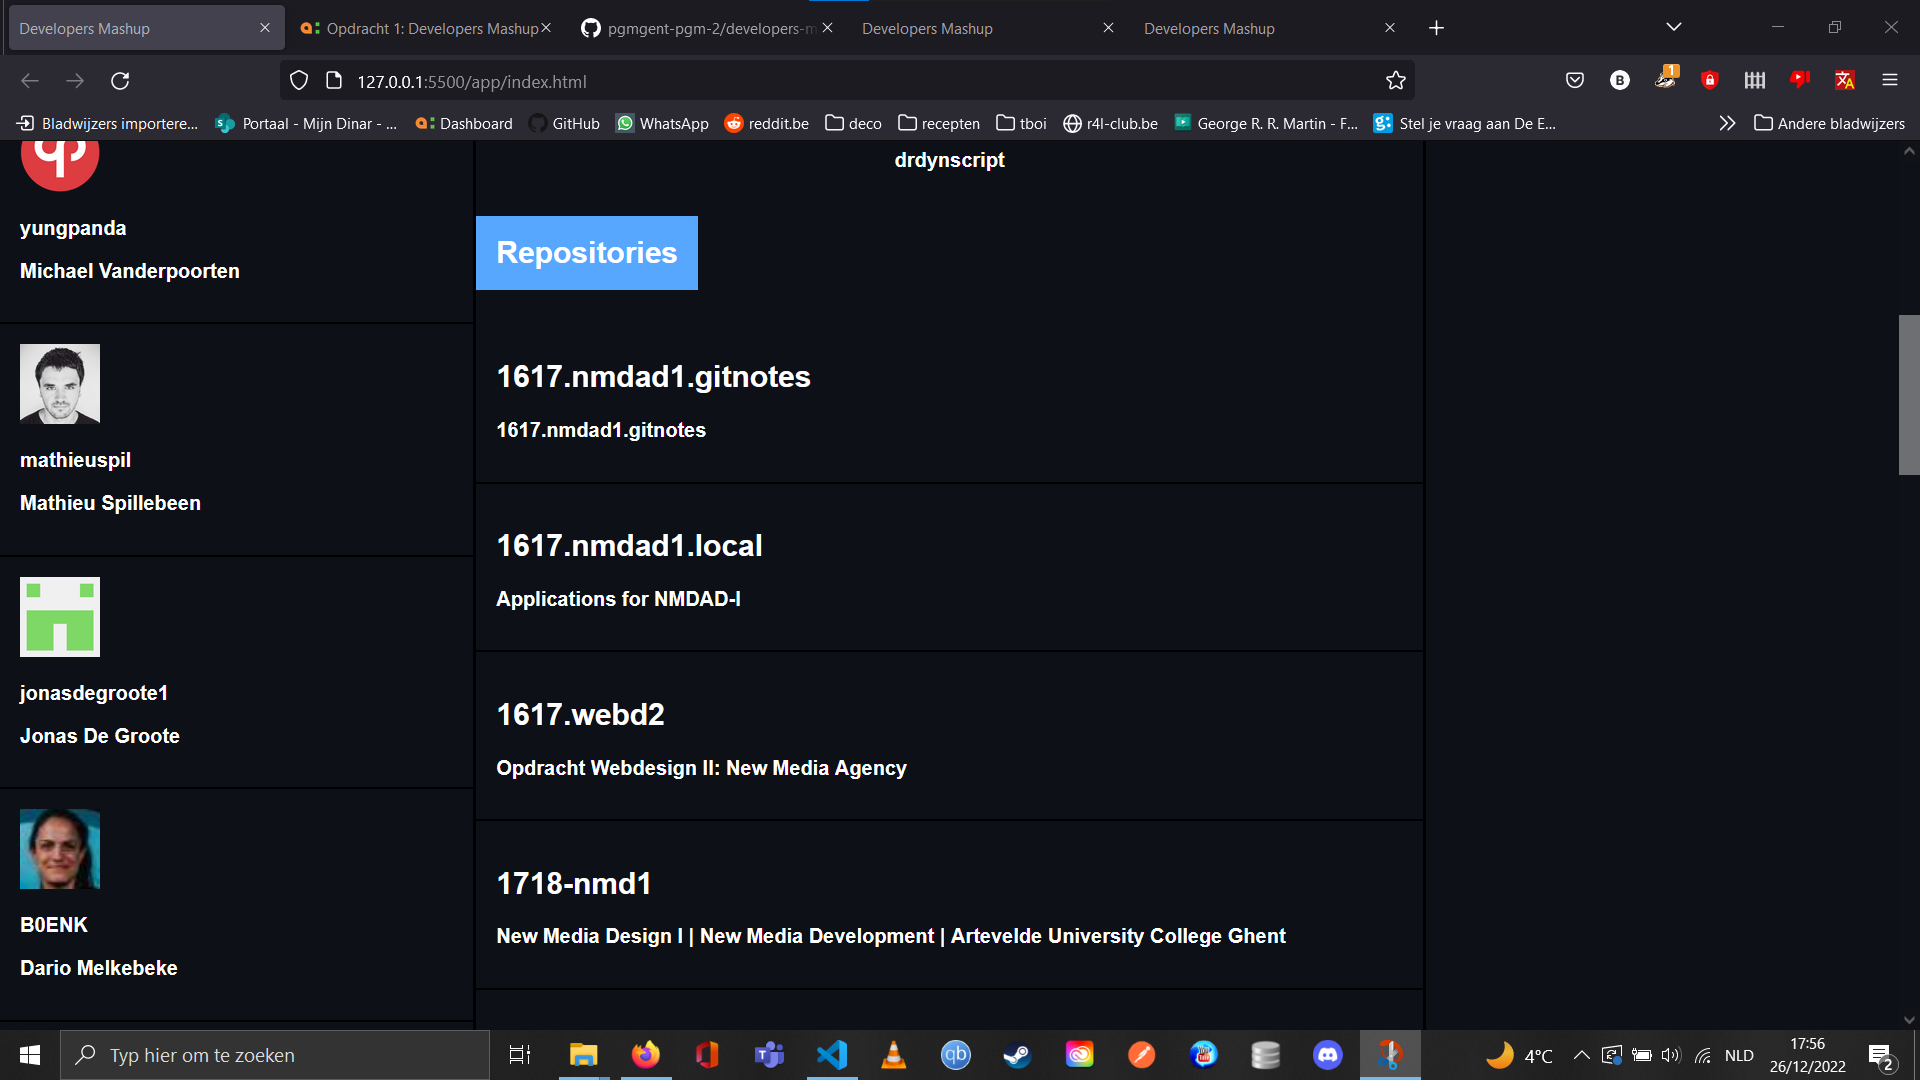 Developers Mashup
Opdracht 1: Developers Mashup
pgmgent-pgm-2/developers-m
Developers Mashup
Developers Mashup
127.0.0.1:5500/app/index.html
B
1
Bladwijzers importere...
Portaal - Mijn Dinar - ...
Dashboard
GitHub
WhatsApp
reddit.be
deco
recepten
tboi
r4l-club.be
George R. R. Martin - F...
Stel je vraag aan De E...
Andere bladwijzers
yungpanda
Michael Vanderpoorten
mathieuspil
Mathieu Spillebeen
jonasdegroote1
Jonas De Groote
B0ENK
Dario Melkebeke
drdynscript
Repositories
1617.nmdad1.gitnotes
1617.nmdad1.gitnotes
1617.nmdad1.local
Applications for NMDAD-I
1617.webd2
Opdracht Webdesign II: New Media Agency
1718-nmd1
New Media Design I | New Media Development | Artevelde University College Ghent
Typ hier om te zoeken
qb
4°C
NLD
17:56
26/12/2022
2